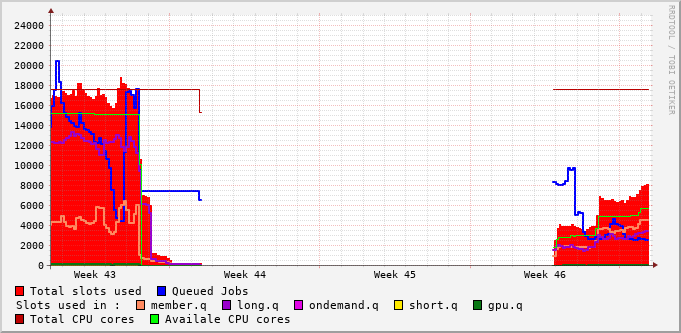 RRDTOOL / TOBI OETIKER
24000
22000
20000
18000
16000
14000
12000
10000
8000
6000
4000
2000
0
Week 43 Week 44 Week 45 Week 46
Total slots used Queued Jobs
Slots used in : member.q long.q ondemand.q short.q gpu.q
Total CPU cores Availale CPU cores